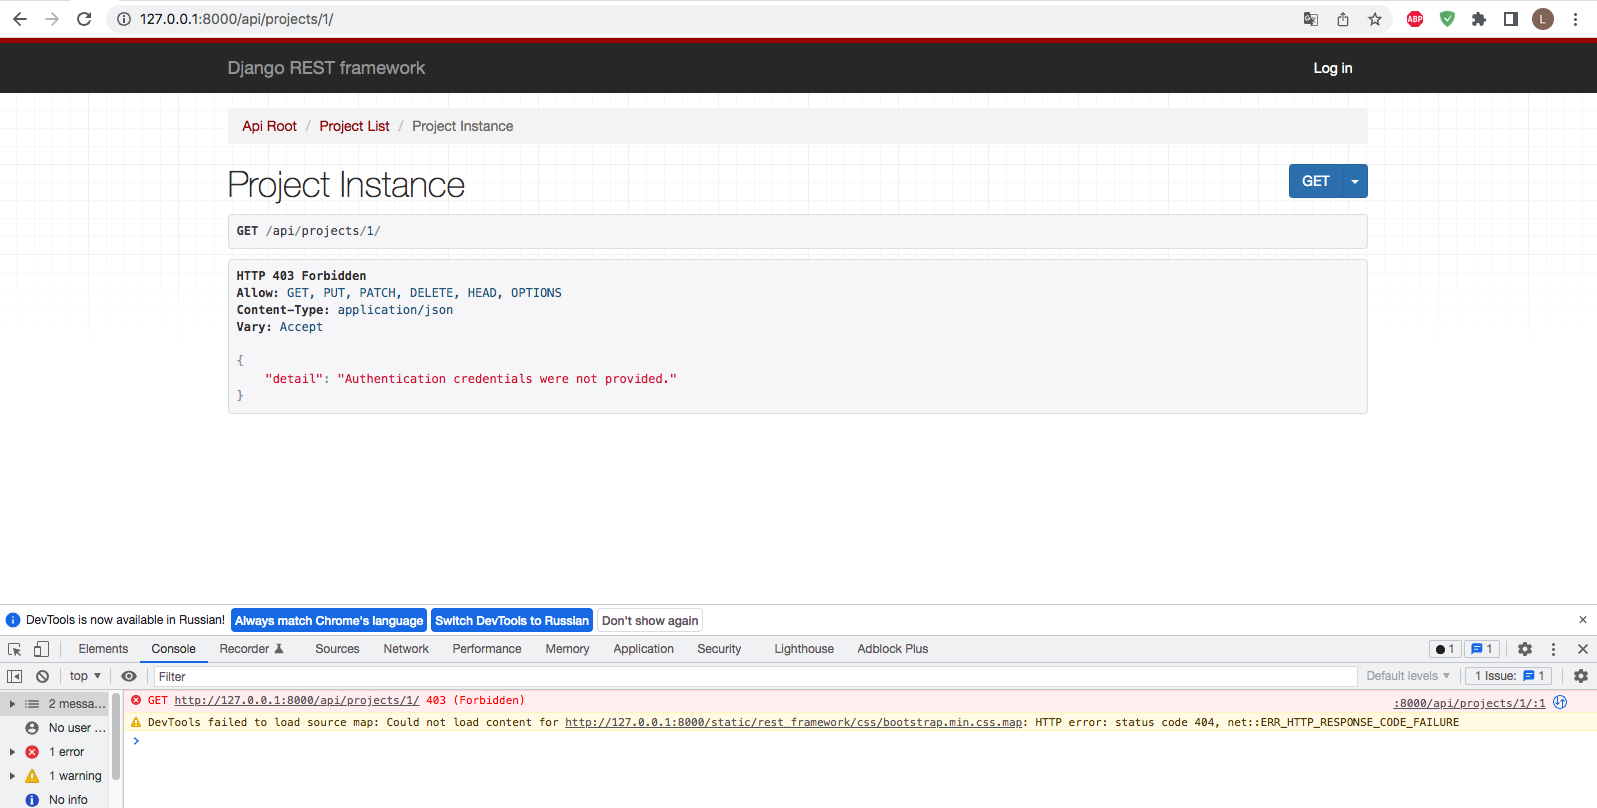 127.0.0.1:8000/api/projects/1/
ABP
L
Django REST framework
Log in
Api Root / Project List / Project Instance
Project Instance
GET
GET /api/projects/1/
HTTP 403 Forbidden
Allow: GET, PUT, PATCH, DELETE, HEAD, OPTIONS
Content-Type: application/json
Vary: Accept
{
"detail": "Authentication credentials were not provided."
}
DevTools is now available in Russian! Always match Chrome's language Switch DevTools to Russian Don't show again
Elements Console Recorder Sources Network Performance Memory Application Security Lighthouse Adblock Plus 1 1
top Filter Default levels 1 Issue: 1
2 messa...
No user ...
1 error
1 warning
No info
GET http://127.0.0.1:8000/api/projects/1/ 403 (Forbidden) :8000/api/projects/1/:1
DevTools failed to load source map: Could not load content for http://127.0.0.1:8000/static/rest_framework/css/bootstrap.min.css.map: HTTP error: status code 404, net::ERR_HTTP_RESPONSE_CODE_FAILURE